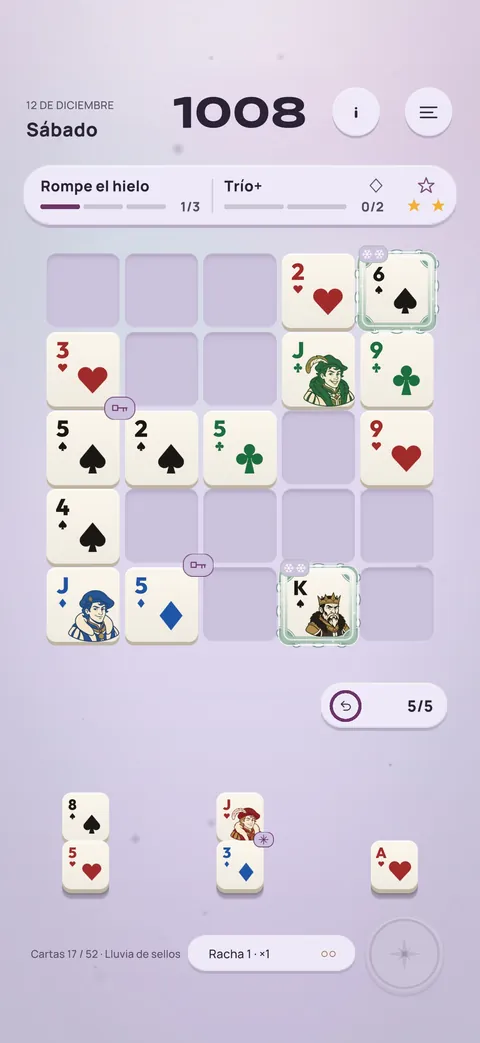 12 DE DICIEMBRE
Sábado
1008
i
Rompe el hielo
1/3
Trío+
0/2
2
6
3
J
9
5
2
5
9
4
J
5
K
5/5
8
5
J
3
A
Cartas 17 / 52 · Lluvia de sellos
Racha 1 · ×1